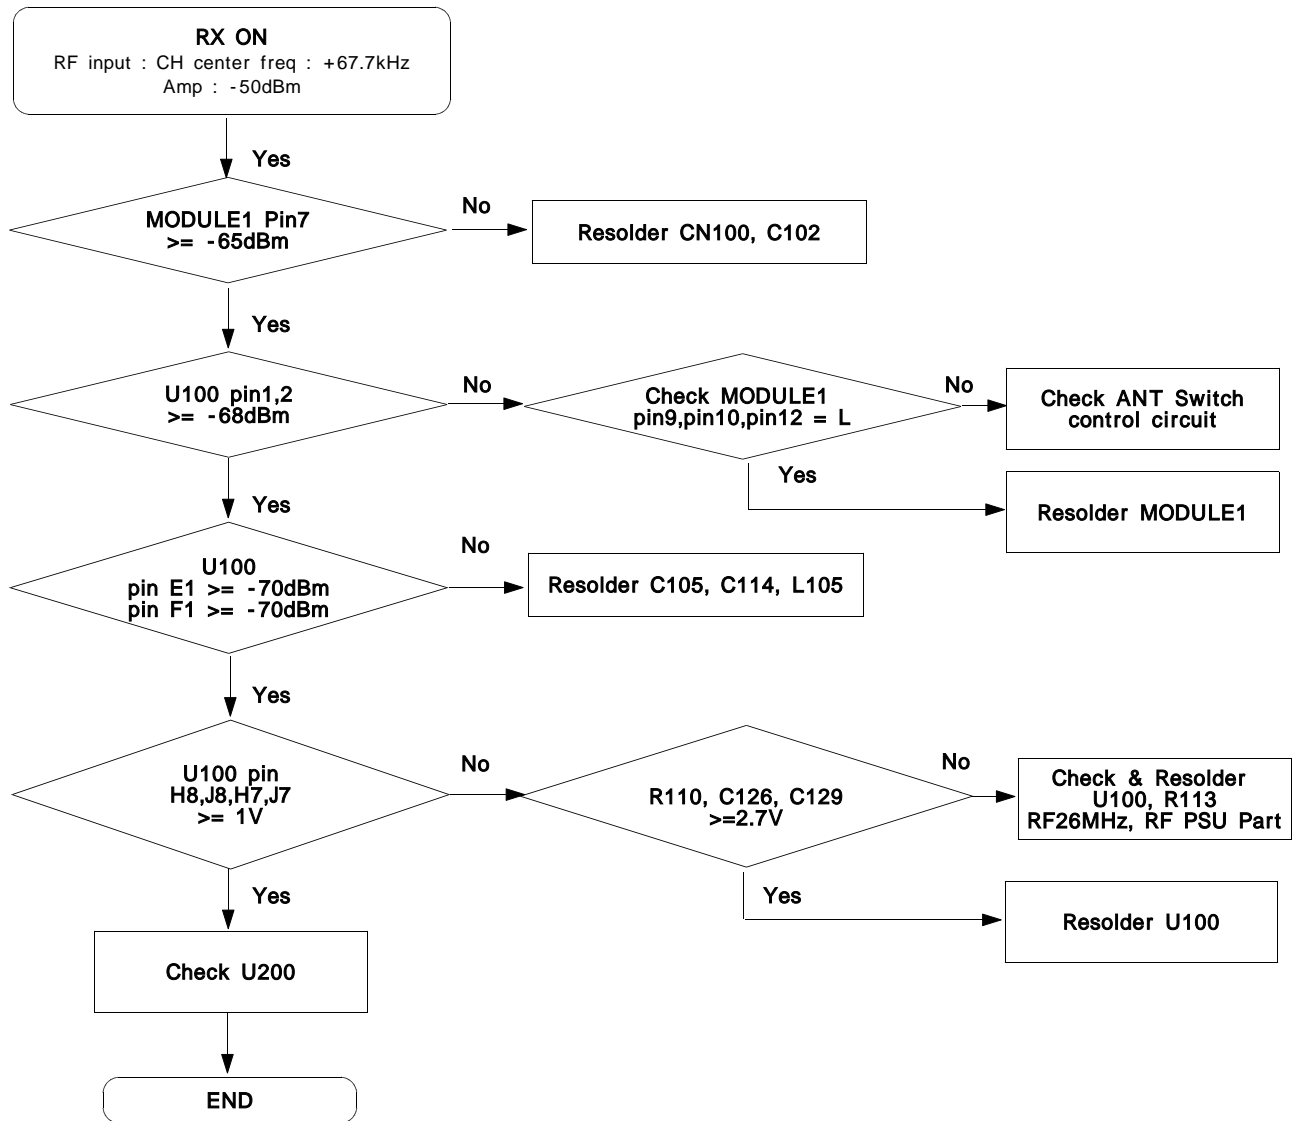 RX ON
RF input : CH center freq : +67.7kHz
Amp : -50dBm
Yes
MODULE1 Pin7
>= -65dBm
No
Resolder CN100, C102
Yes
U100 pin1,2
>= -68dBm
No
Check MODULE1
pin9,pin10,pin12 = L
No
Check ANT Switch
control circuit
Yes
Resolder MODULE1
Yes
U100
pin E1 >= -70dBm
pin F1 >= -70dBm
No
Resolder C105, C114, L105
Yes
U100 pin
H8,J8,H7,J7
>= 1V
No
R110, C126, C129
>=2.7V
No
Check & Resolder
U100, R113
RF26MHz, RF PSU Part
Yes
Resolder U100
Yes
Check U200
END